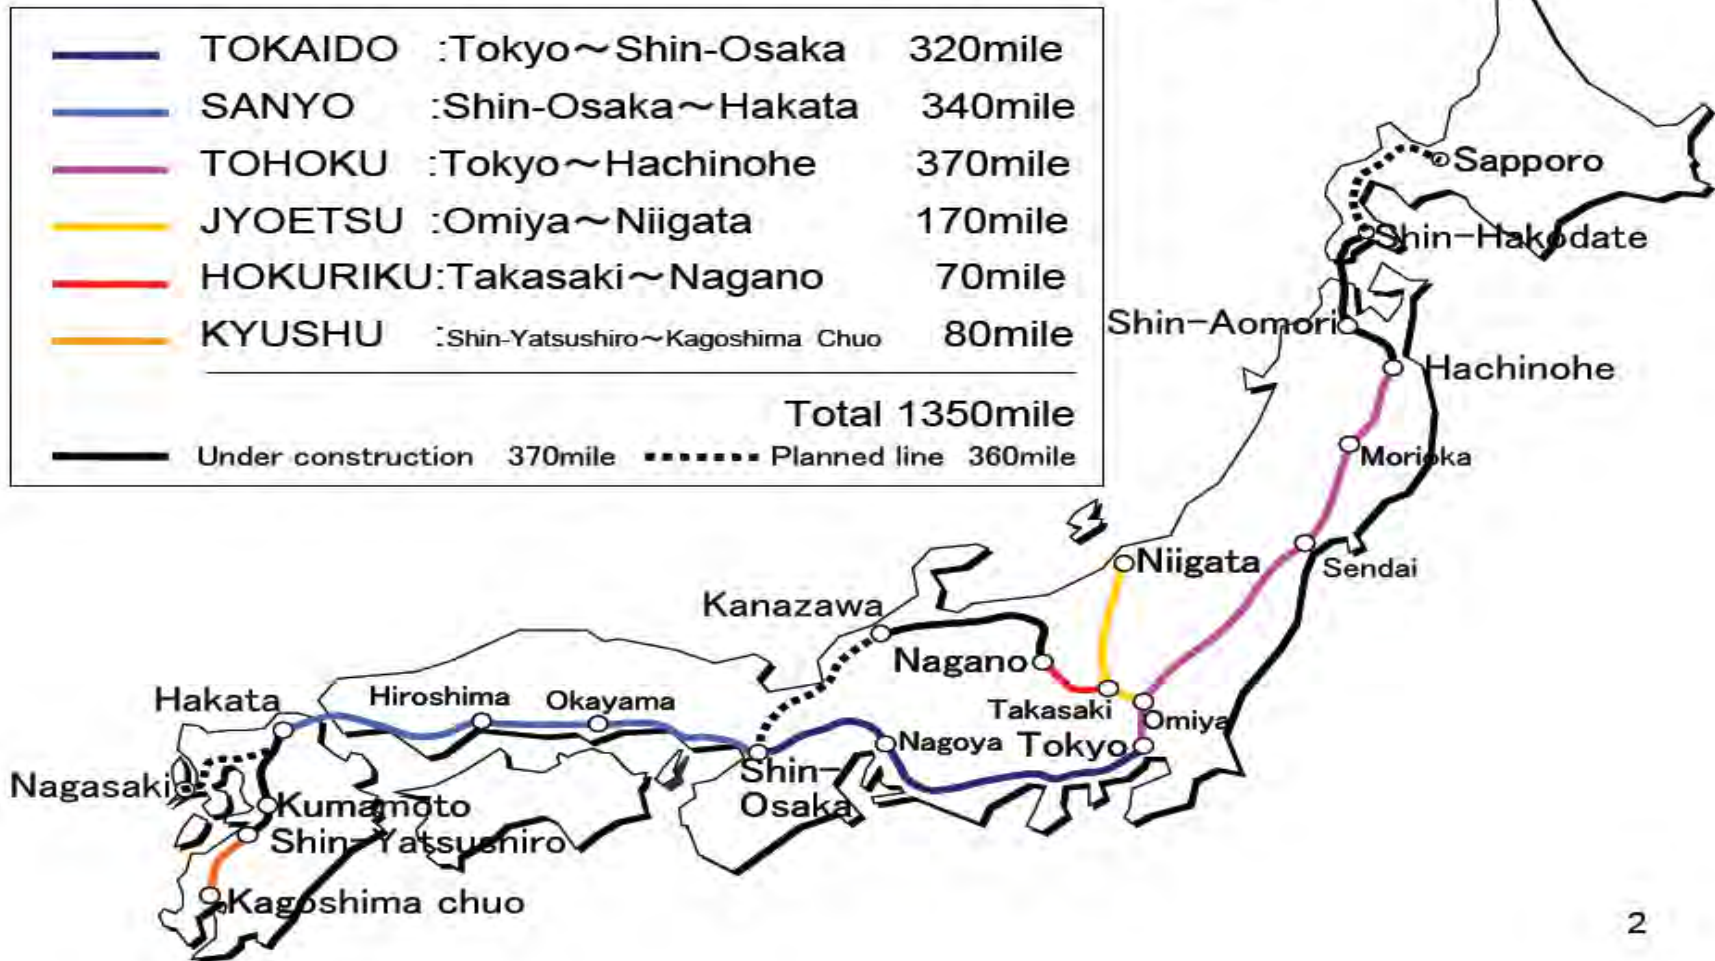 TOKAIDO :Tokyo～Shin-Osaka 320mile
SANYO :Shin-Osaka～Hakata 340mile
TOHOKU :Tokyo～Hachinohe 370mile
JYOETSU :Omiya～Niigata 170mile
HOKURIKU:Takasaki～Nagano 70mile
KYUSHU :Shin-Yatsushiro～Kagoshima Chuo 80mile
Total 1350mile
Under construction 370mile Planned line 360mile
Sapporo
Shin-Hakodate
Shin-Aomori
Hachinohe
Morioka
Niigata
Sendai
Kanazawa
Nagano
Hakata
Hiroshima
Okayama
Takasaki
Omiya
Nagoya
Tokyo
Shin-
Osaka
Nagasaki
Kumamoto
Shin-Yatsushiro
Kagoshima chuo
2